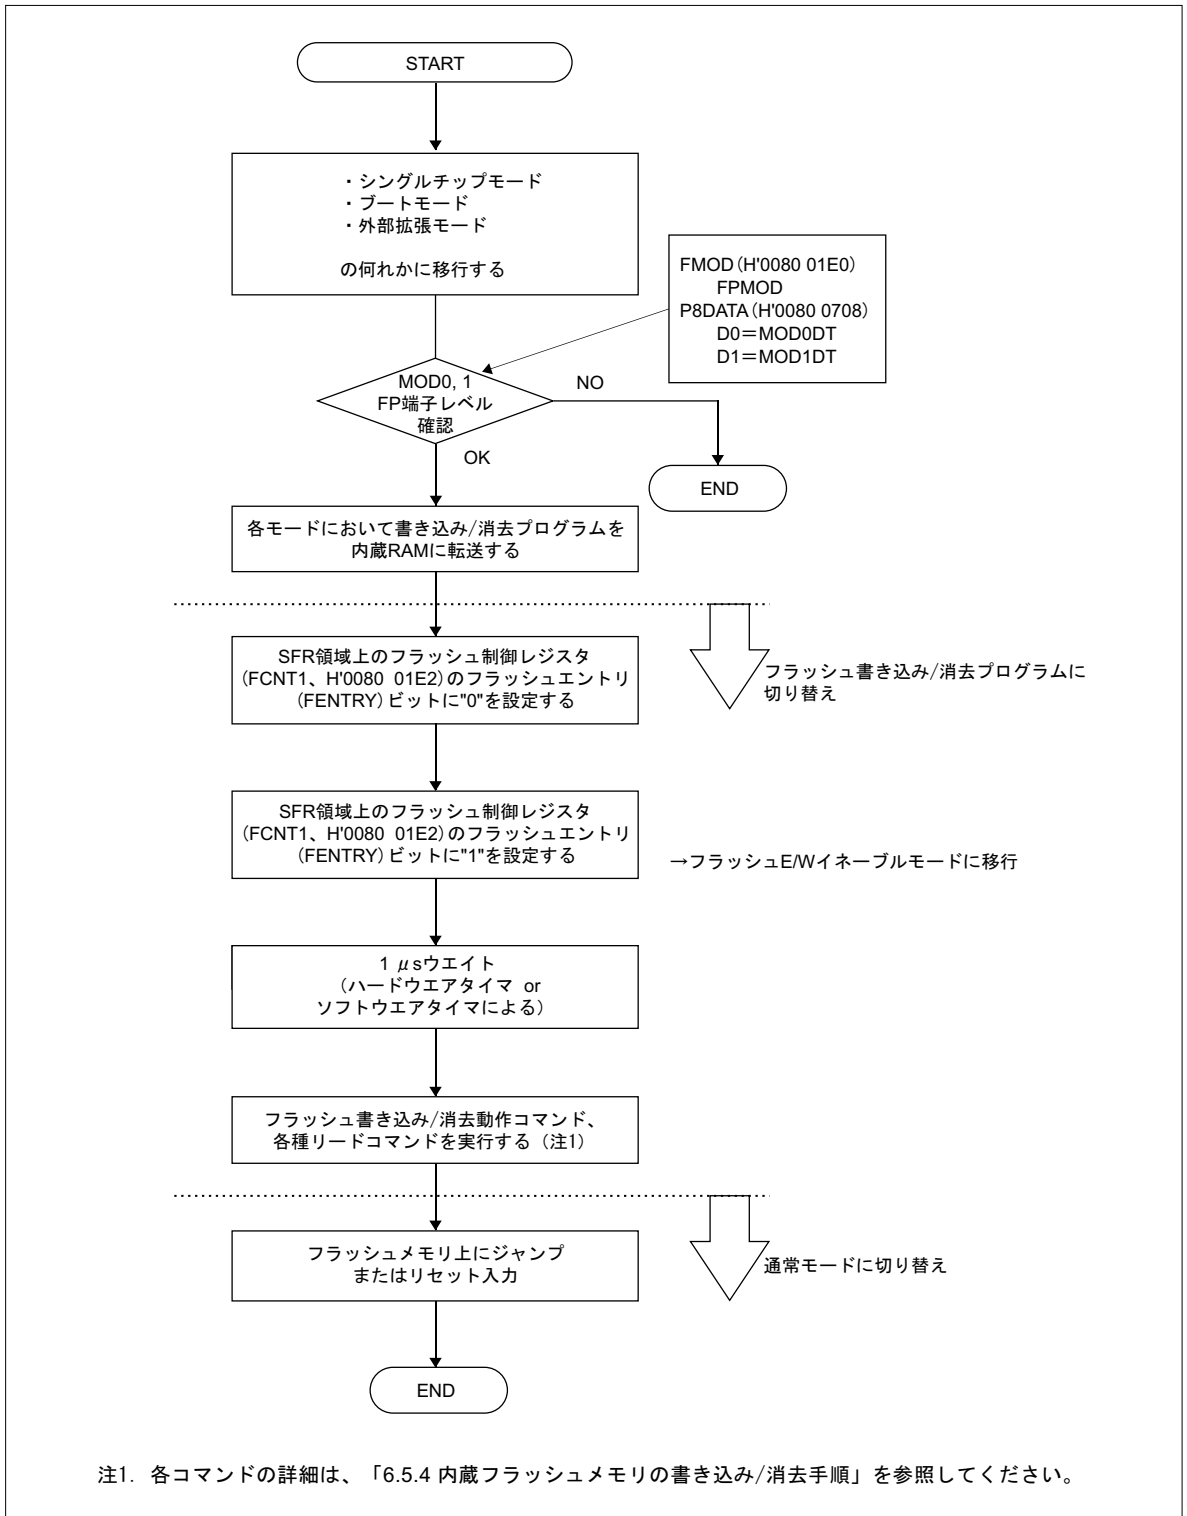 START
・シングルチップモード
・ブートモード
・外部拡張モード
の何れかに移行する
FMOD(H'0080 01E0)
FPMOD
P8DATA(H'0080 0708)
D0＝MOD0DT
D1＝MOD1DT
MOD0, 1
FP端子レベル
確認
NO
OK
END
各モードにおいて書き込み/消去プログラムを
内蔵RAMに転送する
SFR領域上のフラッシュ制御レジスタ
(FCNT1、H'0080 01E2)のフラッシュエントリ
(FENTRY)ビットに"0"を設定する
フラッシュ書き込み/消去プログラムに
切り替え
SFR領域上のフラッシュ制御レジスタ
(FCNT1、H'0080 01E2)のフラッシュエントリ
(FENTRY)ビットに"1"を設定する
→フラッシュE/Wイネーブルモードに移行
1 μsウエイト
（ハードウエアタイマ or
ソフトウエアタイマによる）
フラッシュ書き込み/消去動作コマンド、
各種リードコマンドを実行する（注1）
フラッシュメモリ上にジャンプ
またはリセット入力
通常モードに切り替え
END
注1. 各コマンドの詳細は、「6.5.4 内蔵フラッシュメモリの書き込み/消去手順」を参照してください。